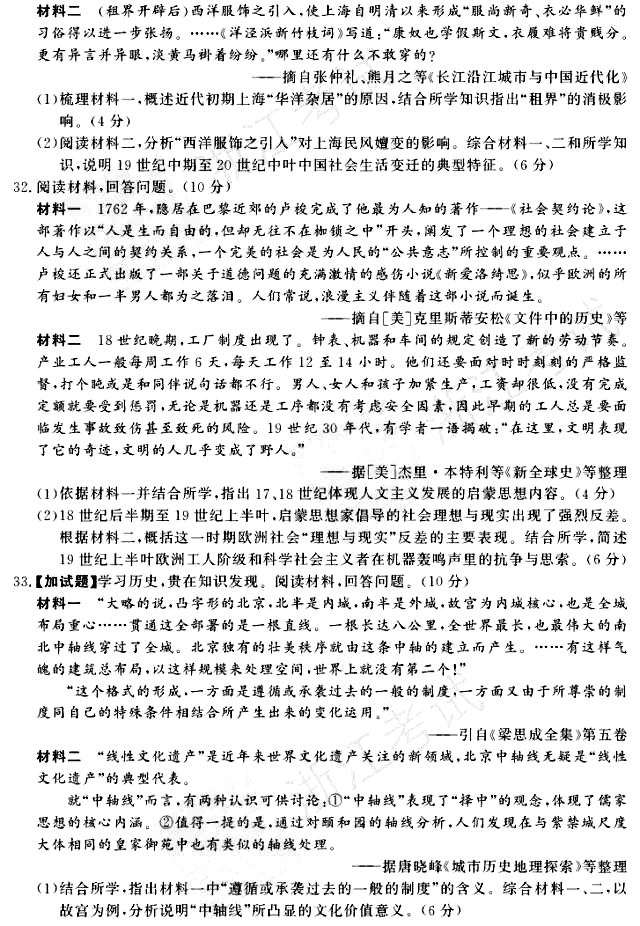 材料二　(租界开辟后)西洋服饰之引入,使上海自明清以来形成“服尚新奇、衣必华鲜”的
习俗得以进一步张扬。……《洋泾浜新竹枝词》写道:“康奴也学假斯文,衣履难将贵贱分。
更有异言并异服,淡黄马褂着纷纷。”哪里还有什么不敢穿的?
——摘自张仲礼、熊月之等《长江沿江城市与中国近代化》
(1)梳理材料一,概述近代初期上海“华洋杂居”的原因,结合所学知识指出“租界”的消极影
响。(4 分)
(2)阅读材料二,分析“西洋服饰之引入”对上海民风嬗变的影响。综合材料一、二和所学知
识,说明 19 世纪中期至 20 世纪中叶中国社会生活变迁的典型特征。(6 分)
32.阅读材料,回答问题。(10 分)
材料一　1762 年,隐居在巴黎近郊的卢梭完成了他最为人知的著作——《社会契约论》,这
部著作以“人是生而自由的,但却无往不在枷锁之中”开头,阐发了一个理想的社会建立于
人与人之间的契约关系,一个完美的社会是为人民的“公共意志”所控制的重要观点。……
卢梭还正式出版了一部关于道德问题的充满激情的感伤小说《新爱洛绮思》,似乎欧洲的所
有妇女和一半男人都为之落泪。人们常说,浪漫主义伴随着这部小说而诞生。
——摘自[美]克里斯蒂安松《文件中的历史》等
材料二　18 世纪晚期,工厂制度出现了。钟表、机器和车间的规定创造了新的劳动节奏。
产业工人一般每周工作 6 天,每天工作 12 至 14 小时。他们还要面对时时刻刻的严格监
督,打个盹或是和同伴说句话都不行。男人、女人和孩子加紧生产,工资却很低,没有完成
定额就要受到惩罚,无论是机器还是工序都没有考虑安全因素,因此早期的工人总是要面
临发生事故致伤甚至致死的风险。19 世纪 30 年代,有学者一语揭破:“在这里,文明表现
了它的奇迹,文明的人几乎变成了野人。”
——据[美]杰里·本特利等《新全球史》等整理
(1)依据材料一并结合所学,指出 17、18 世纪体现人文主义发展的启蒙思想内容。(4 分)
(2)18 世纪后半期至 19 世纪上半叶,启蒙思想家倡导的社会理想与现实出现了强烈反差。
根据材料二,概括这一时期欧洲社会“理想与现实”反差的主要表现。结合所学,简述
19 世纪上半叶欧洲工人阶级和科学社会主义者在机器轰鸣声里的抗争与思索。(6 分)
33.【加试题】学习历史,贵在知识发现。阅读材料,回答问题。(10 分)
材料一　“大略的说,凸字形的北京,北半是内城,南半是外城,故宫为内城核心,也是全城
布局重心……贯通这全部署的是一根直线。一根长达八公里,全世界最长,也最伟大的南
北中轴线穿过了全城。北京独有的壮美秩序就由这条中轴的建立而产生。……有这样气
魄的建筑总布局,以这样规模来处理空间,世界上就没有第二个!”
“这个格式的形成,一方面是遵循或承袭过去的一般的制度,一方面又由于所尊崇的制
度同自己的特殊条件相结合所产生出来的变化运用。”
——引自《梁思成全集》第五卷
材料二　“线性文化遗产”是近年来世界文化遗产关注的新领域,北京中轴线无疑是“线性
文化遗产”的典型代表。
就“中轴线”而言,有两种认识可供讨论:①“中轴线”表现了“择中”的观念,体现了儒家
思想的核心内涵。②值得一提的是,通过对颐和园的轴线分析,人们发现在与紫禁城尺度
大体相同的皇家御苑中也有类似的轴线处理。
——据唐晓峰《城市历史地理探索》等整理
(1)结合所学,指出材料一中“遵循或承袭过去的一般的制度”的含义。综合材料一、二,以
故宫为例,分析说明“中轴线”所凸显的文化价值意义。(6 分)
浙江考试
浙江考试
浙江考试